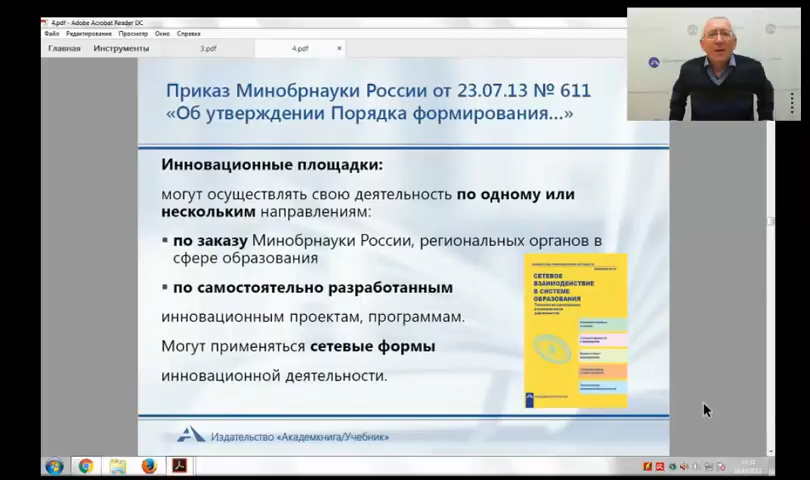 4.pdf - Adobe Acrobat Reader DC
Файл Редактирование Просмотр Окно Справка
Главная Инструменты 3.pdf 4.pdf ×
Приказ Минобрнауки России от 23.07.13 № 611
«Об утверждении Порядка формирования...»
Инновационные площадки:
могут осуществлять свою деятельность по одному или
нескольким направлениям:
▪ по заказу Минобрнауки России, региональных органов в
сфере образования
▪ по самостоятельно разработанным
инновационным проектам, программам.
Могут применяться сетевые формы
инновационной деятельности.
СЕТЕВОЕ
ВЗАИМОДЕЙСТВИЕ
В СИСТЕМЕ
ОБРАЗОВАНИЯ
Издательство «Академкнига/Учебник»